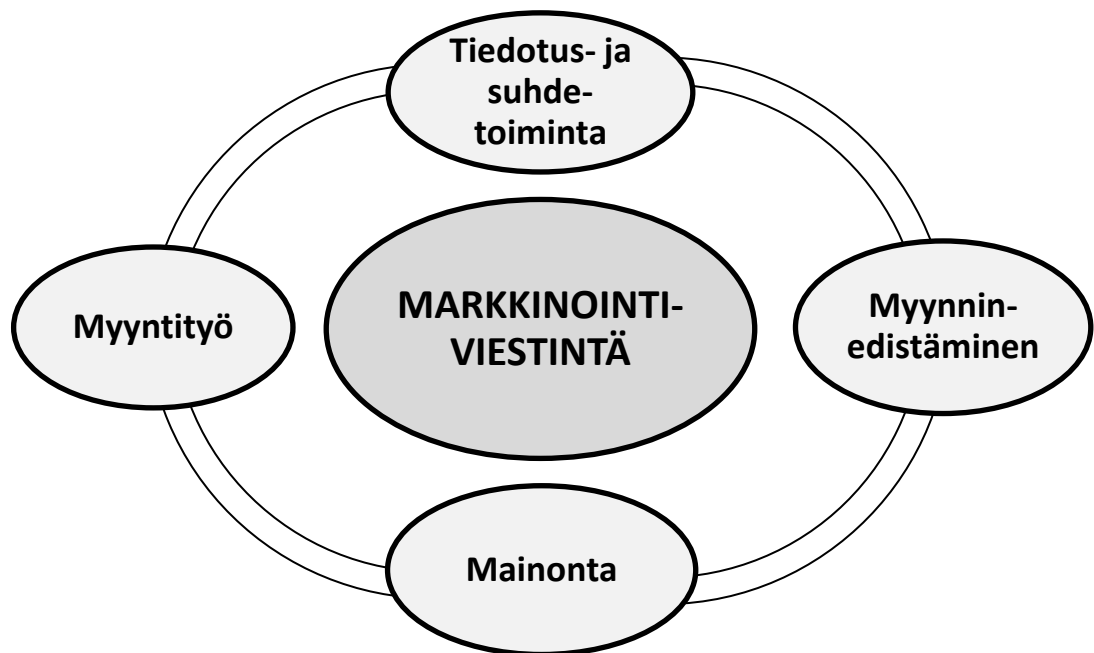 Tiedotus- ja
suhde-
toiminta
MARKKINOINTI-
VIESTINTÄ
Myyntityö
Myynnin-
edistäminen
Mainonta